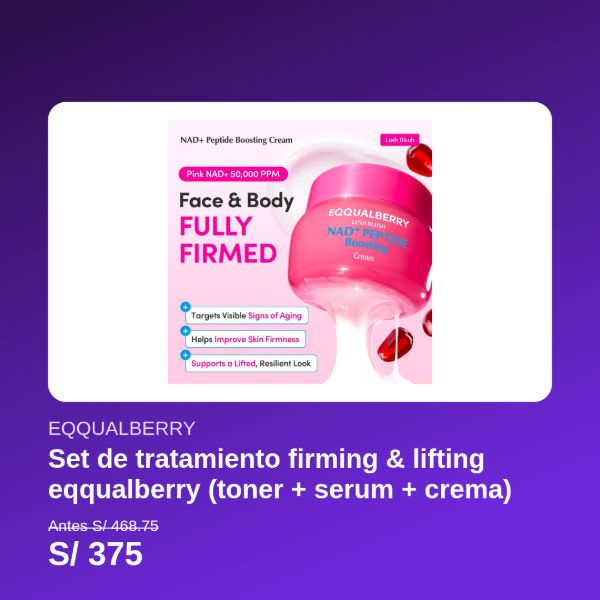 NAD+ Peptide Boosting Cream
Lush Blush
Pink NAD+ 50,000 PPM
Face & Body
FULLY
FIRMED
EQQUALBERRY
LUSH BLUSH
NAD+ PEPTIDE
Boosting
Cream
+ Targets Visible Signs of Aging
+ Helps Improve Skin Firmness
+ Supports a Lifted, Resilient Look
EQQUALBERRY
Set de tratamiento firming & lifting
eqqualberry (toner + serum + crema)
Antes S/ 468.75
S/ 375